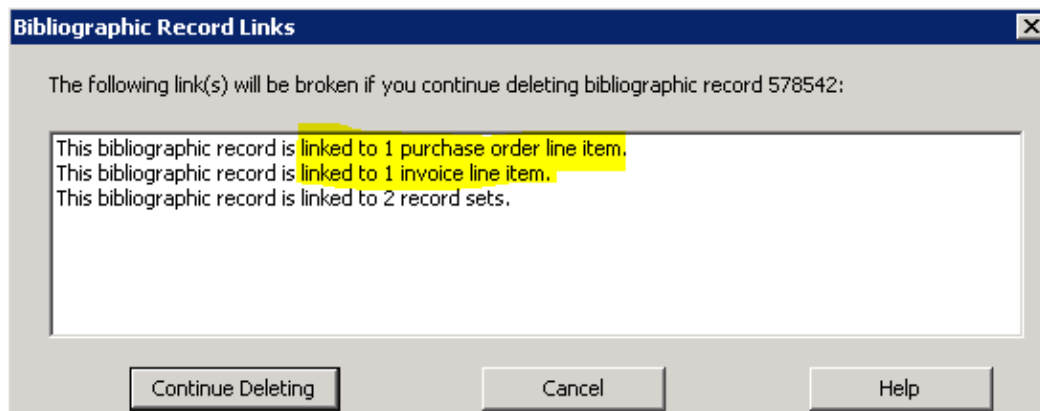 Bibliographic Record Links
The following link(s) will be broken if you continue deleting bibliographic record 578542:
This bibliographic record is linked to 1 purchase order line item.
This bibliographic record is linked to 1 invoice line item.
This bibliographic record is linked to 2 record sets.
Continue Deleting Cancel Help